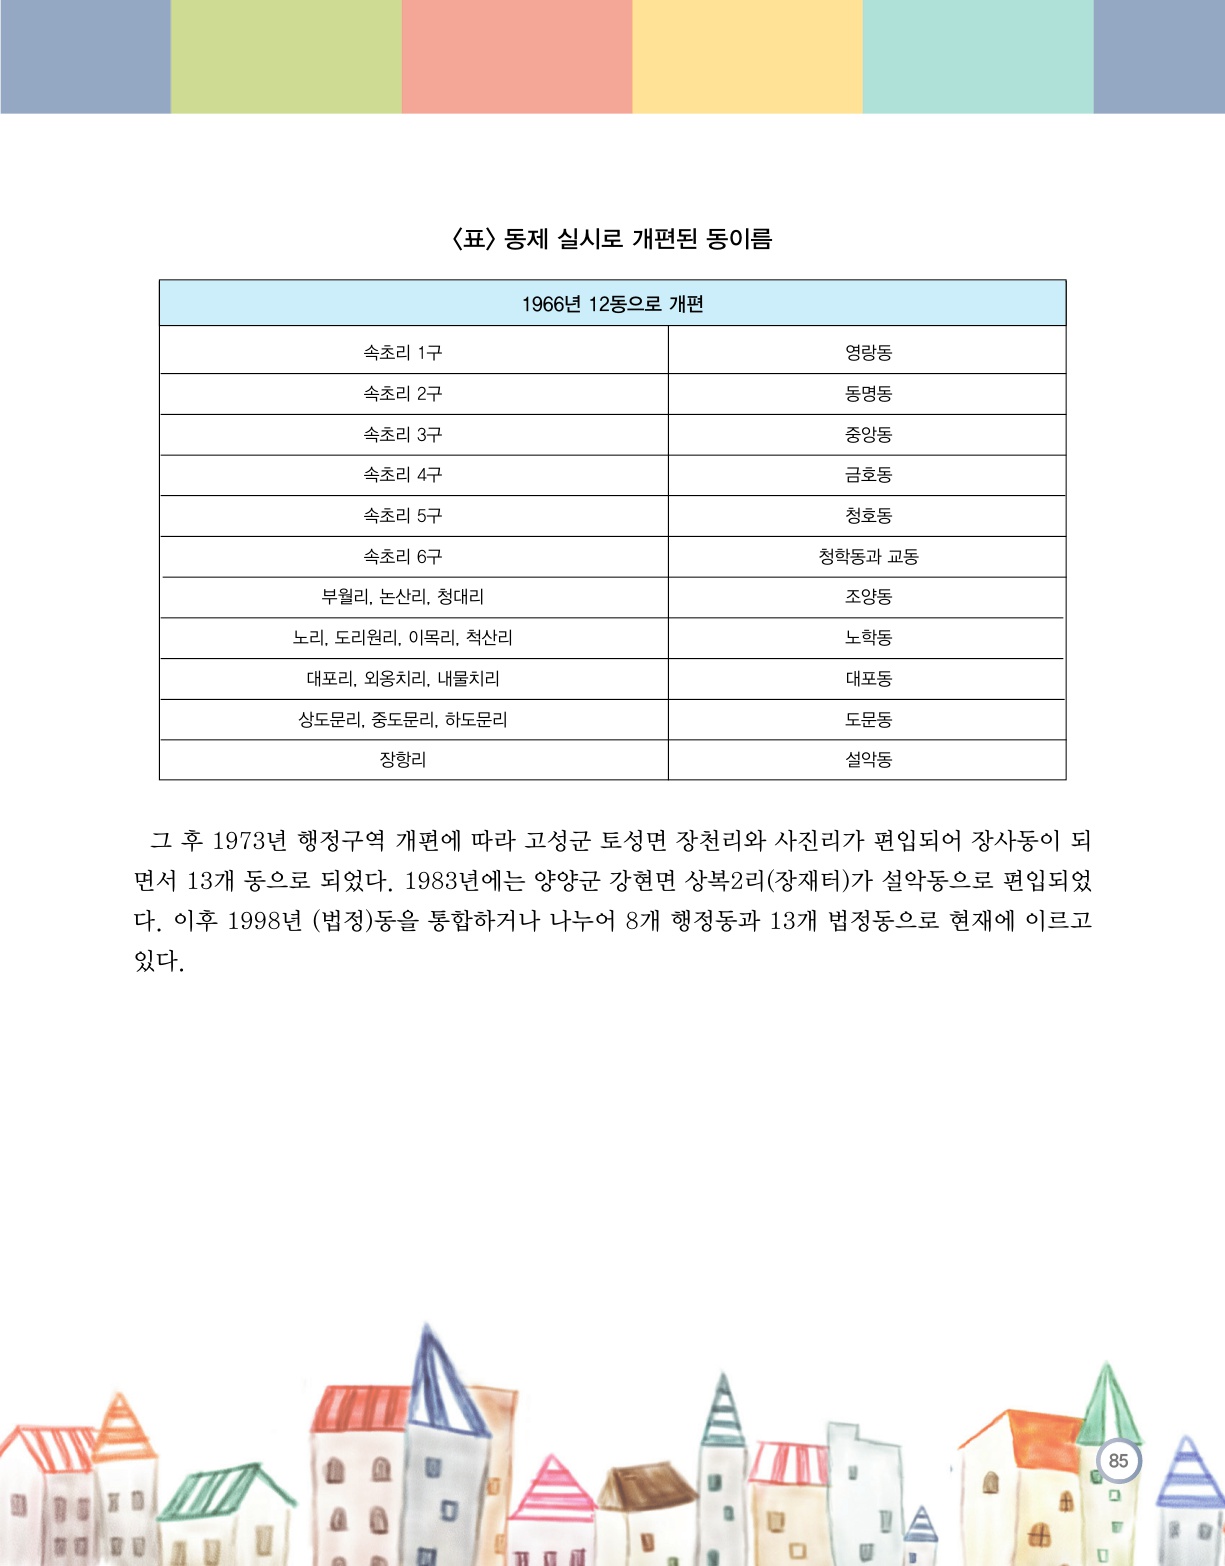 〈표〉 동제 실시로 개편된 동이름
1966년 12동으로 개편
속초리 1구 영랑동
속초리 2구 동명동
속초리 3구 중앙동
속초리 4구 금호동
속초리 5구 청호동
속초리 6구 청학동과 교동
부월리, 논산리, 청대리 조양동
노리, 도리원리, 이목리, 척산리 노학동
대포리, 외옹치리, 내물치리 대포동
상도문리, 중도문리, 하도문리 도문동
장항리 설악동
그 후 1973년 행정구역 개편에 따라 고성군 토성면 장천리와 사진리가 편입되어 장사동이 되
면서 13개 동으로 되었다. 1983년에는 양양군 강현면 상복2리(장재터)가 설악동으로 편입되었
다. 이후 1998년 (법정)동을 통합하거나 나누어 8개 행정동과 13개 법정동으로 현재에 이르고
있다.
85